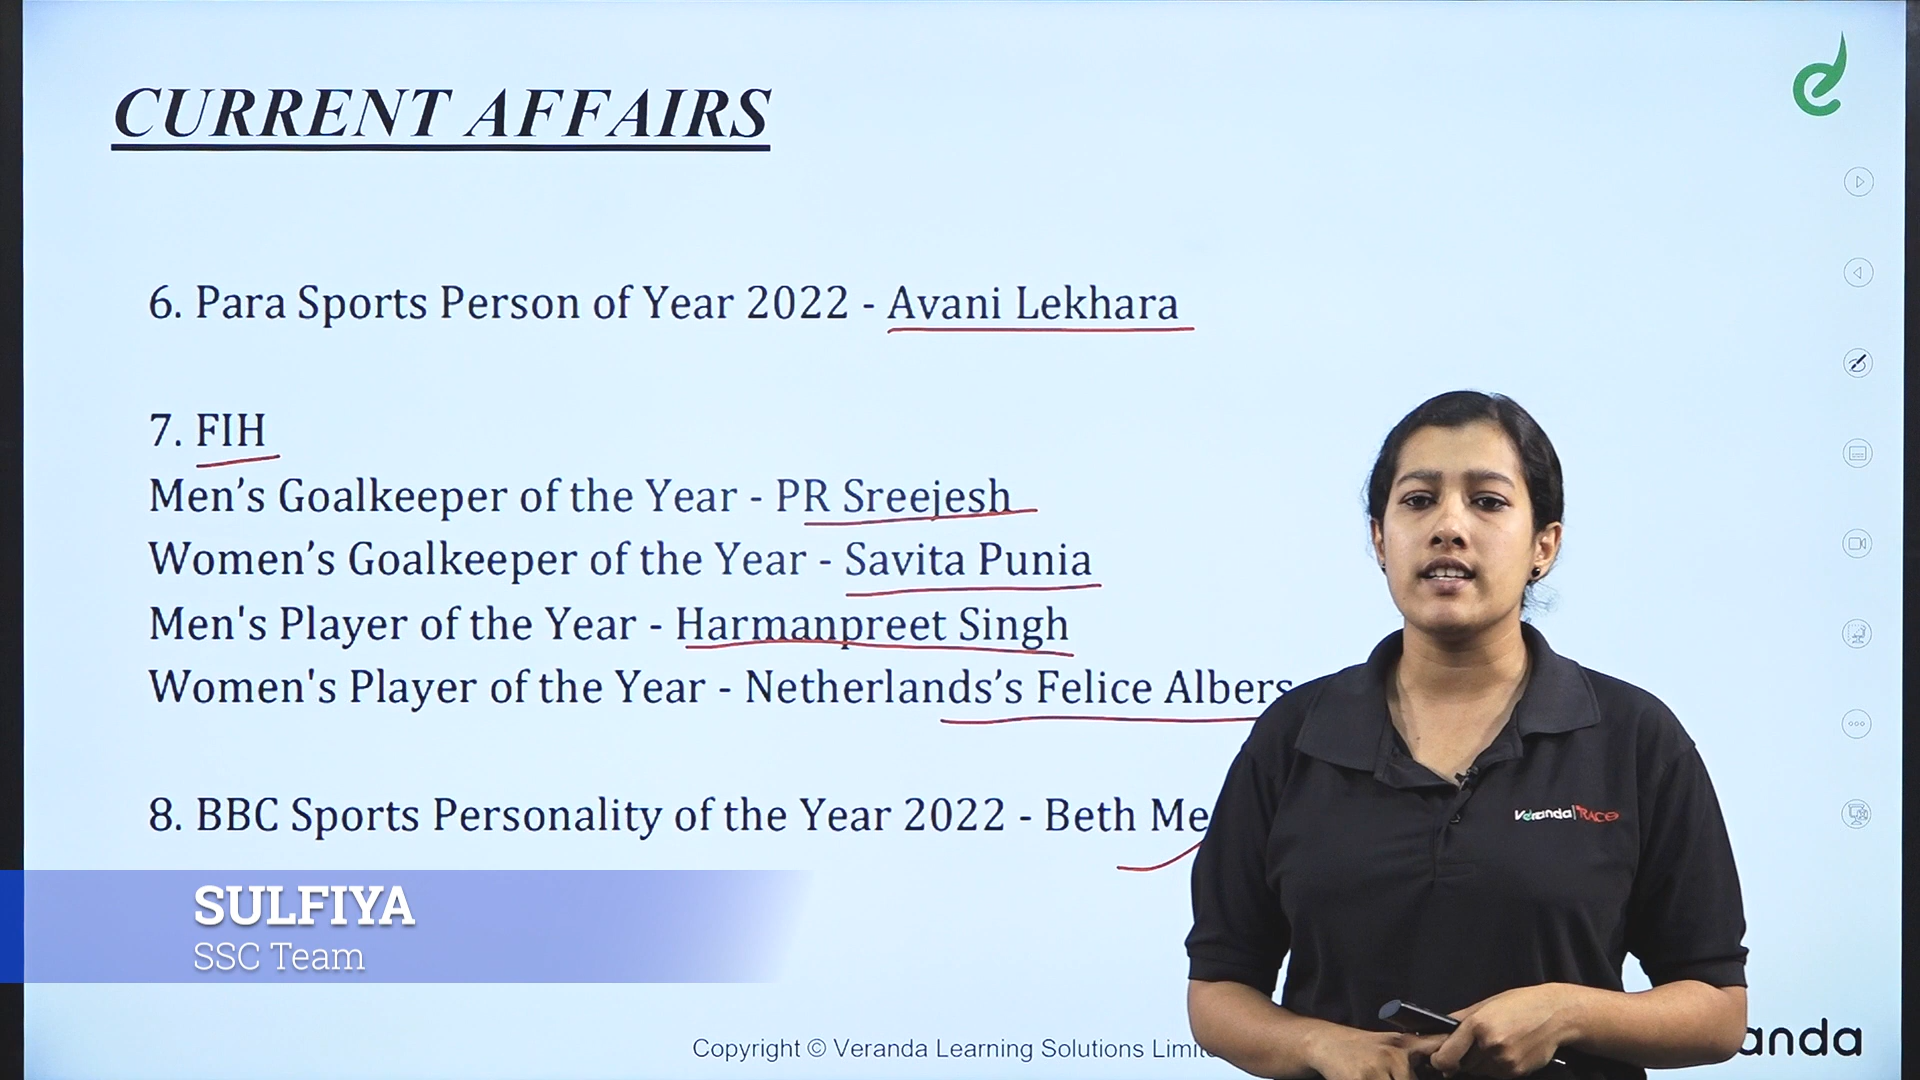 CURRENT AFFAIRS
6. Para Sports Person of Year 2022 - Avani Lekhara
7. FIH
Men’s Goalkeeper of the Year - PR Sreejesh
Women’s Goalkeeper of the Year - Savita Punia
Men's Player of the Year - Harmanpreet Singh
Women's Player of the Year - Netherlands’s Felice Albers
8. BBC Sports Personality of the Year 2022 - Beth Me
Veranda RACE
SULFIYA
SSC Team
Copyright © Veranda Learning Solutions Limite
anda